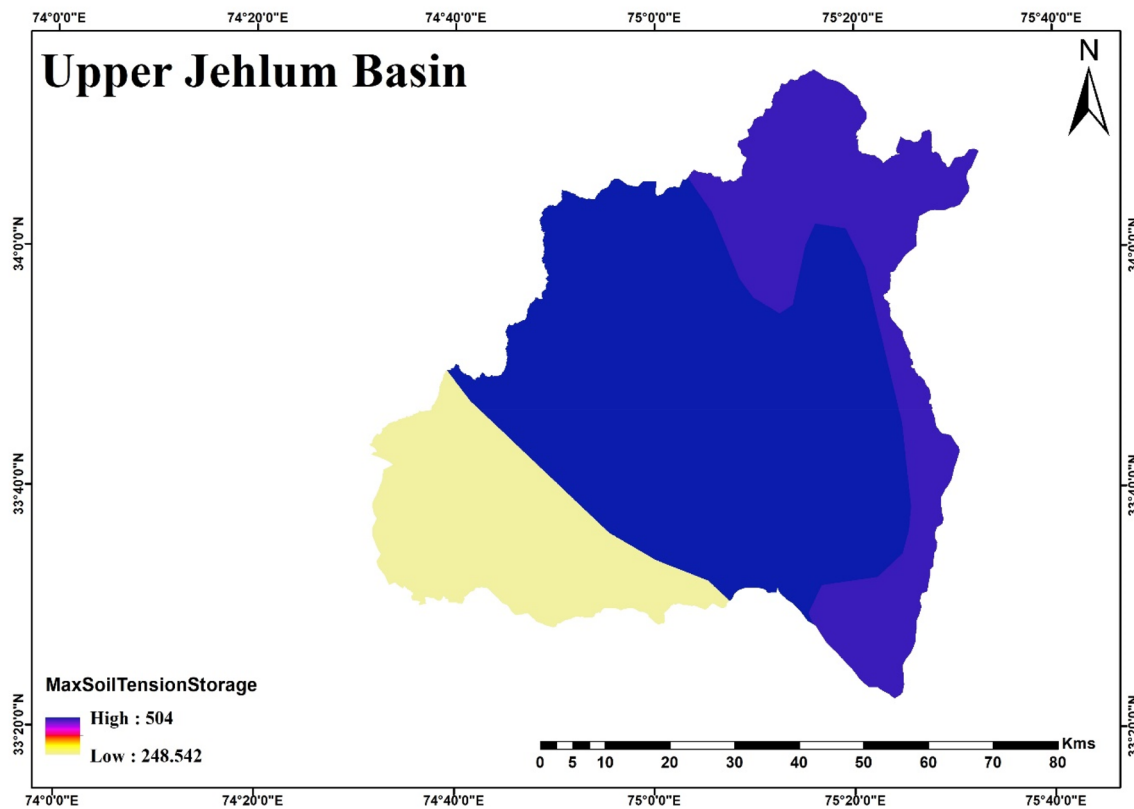 74°0'0"E 74°20'0"E 74°40'0"E 75°0'0"E 75°20'0"E 75°40'0"E
Upper Jehlum Basin
N
34°0'0"N 34°0'0"N
33°40'0"N 33°40'0"N
33°20'0"N 33°20'0"N
MaxSoilTensionStorage
High : 504
Low : 248.542
Kms
0 5 10 20 30 40 50 60 70 80
74°0'0"E 74°20'0"E 74°40'0"E 75°0'0"E 75°20'0"E 75°40'0"E